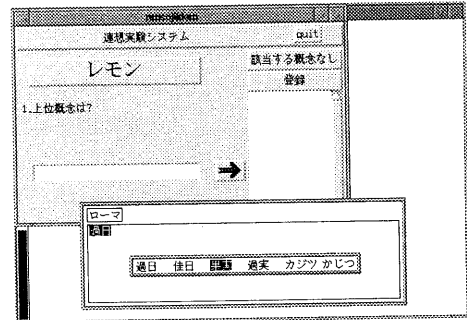 連想実験システム
quit
レモン
該当する概念なし
登録
1.上位概念は?
ローマ
過日
過日 佳日 過実 カジツ かじつ